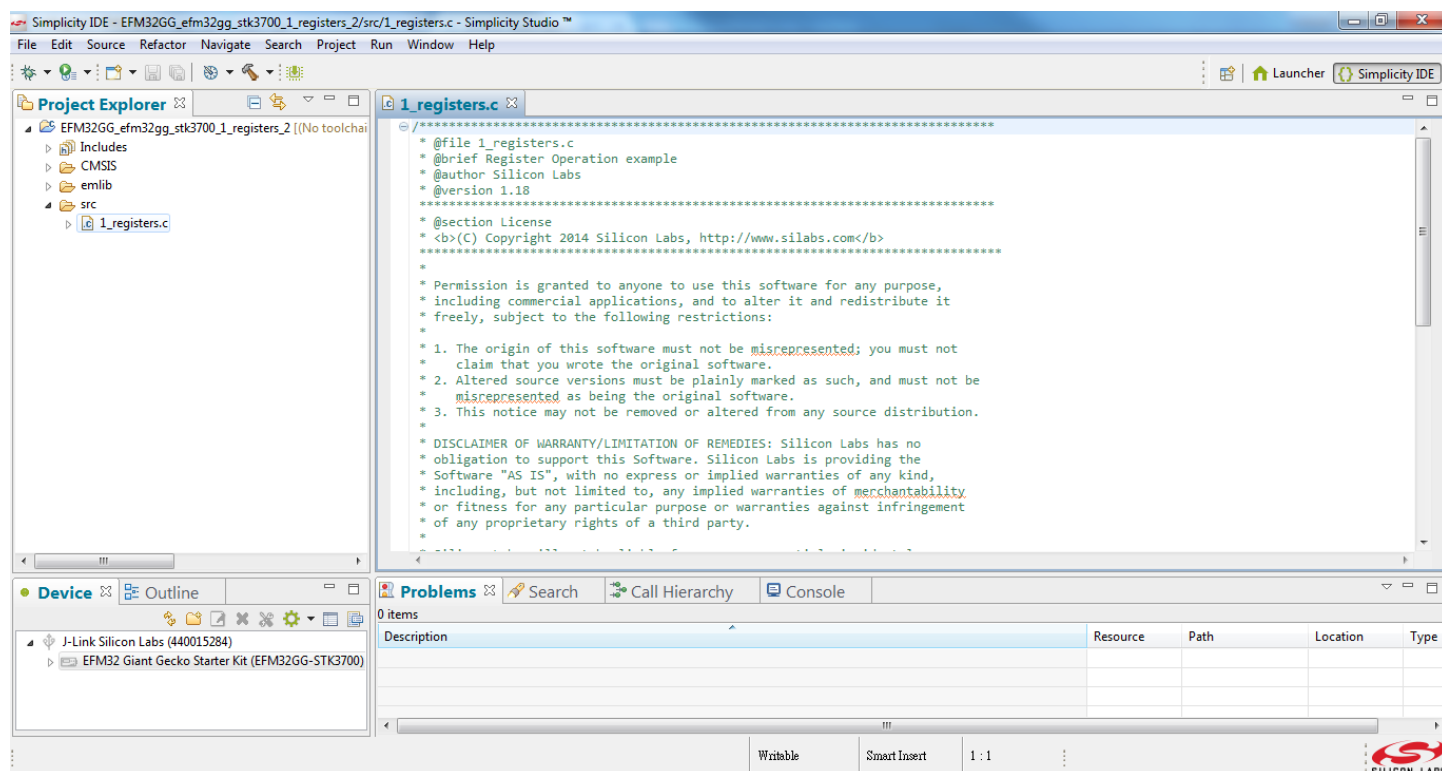 Simplicity IDE - EFM32GG_efm32gg_stk3700_1_registers_2/src/1_registers.c - Simplicity Studio ™
File Edit Source Refactor Navigate Search Project Run Window Help
Launcher Simplicity IDE
Project Explorer
EFM32GG_efm32gg_stk3700_1_registers_2 [(No toolchai
Includes
CMSIS
emlib
src
1_registers.c
1_registers.c
/******************************************************************************
* @file 1_registers.c
* @brief Register Operation example
* @author Silicon Labs
* @version 1.18
******************************************************************************
* @section License
* <b>(C) Copyright 2014 Silicon Labs, http://www.silabs.com</b>
*******************************************************************************
*
* Permission is granted to anyone to use this software for any purpose,
* including commercial applications, and to alter it and redistribute it
* freely, subject to the following restrictions:
*
* 1. The origin of this software must not be misrepresented; you must not
*    claim that you wrote the original software.
* 2. Altered source versions must be plainly marked as such, and must not be
*    misrepresented as being the original software.
* 3. This notice may not be removed or altered from any source distribution.
*
* DISCLAIMER OF WARRANTY/LIMITATION OF REMEDIES: Silicon Labs has no
* obligation to support this Software. Silicon Labs is providing the
* Software "AS IS", with no express or implied warranties of any kind,
* including, but not limited to, any implied warranties of merchantability
* or fitness for any particular purpose or warranties against infringement
* of any proprietary rights of a third party.
*
Device Outline
J-Link Silicon Labs (440015284)
EFM32 Giant Gecko Starter Kit (EFM32GG-STK3700)
Problems Search Call Hierarchy Console
0 items
Description Resource Path Location Type
Writable Smart Insert 1 : 1
SILICON LABS